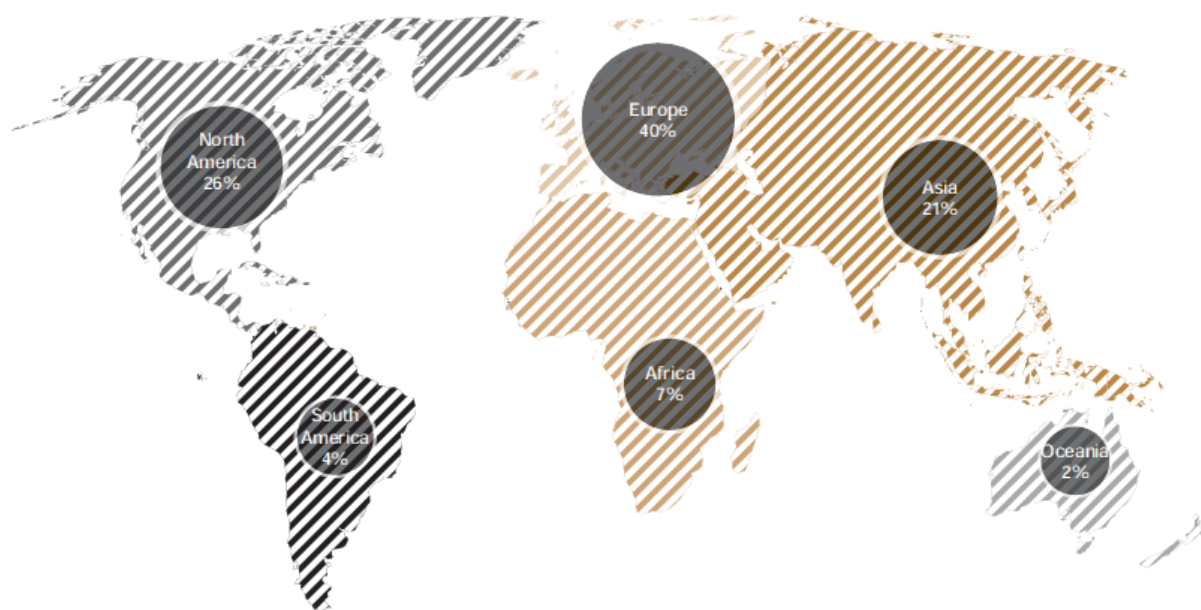 North
America
26%
Europe
40%
Asia
21%
Africa
7%
South
America
4%
Oceania
2%